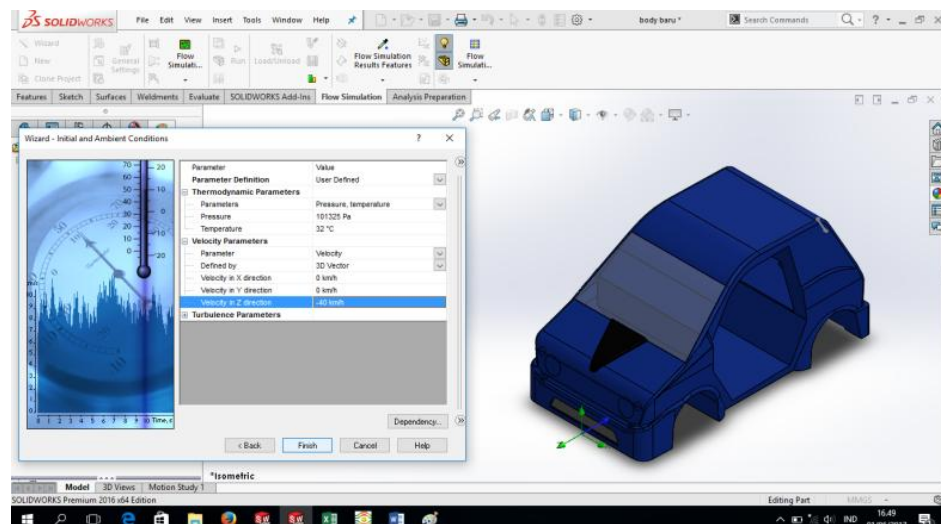 SOLIDWORKS File Edit View Insert Tools Window Help body baru * Search Commands
Wizard
New
Clone Project
General Settings
Flow Simulati...
Run Load/Unload
Flow Simulation Results Features
Flow Simulati...
Features Sketch Surfaces Weldments Evaluate SOLIDWORKS Add-Ins Flow Simulation Analysis Preparation
Wizard - Initial and Ambient Conditions ? ×
Parameter Value
Parameter Definition User Defined
Thermodynamic Parameters
Parameters Pressure, temperature
Pressure 101325 Pa
Temperature 32 °C
Velocity Parameters
Parameter Velocity
Defined by 3D Vector
Velocity in X direction 0 km/h
Velocity in Y direction 0 km/h
Velocity in Z direction -40 km/h
Turbulence Parameters
Dependency...
< Back Finish Cancel Help
*Isometric
Model 3D Views Motion Study 1
SOLIDWORKS Premium 2016 x64 Edition Editing Part MMGS
IND 16.49